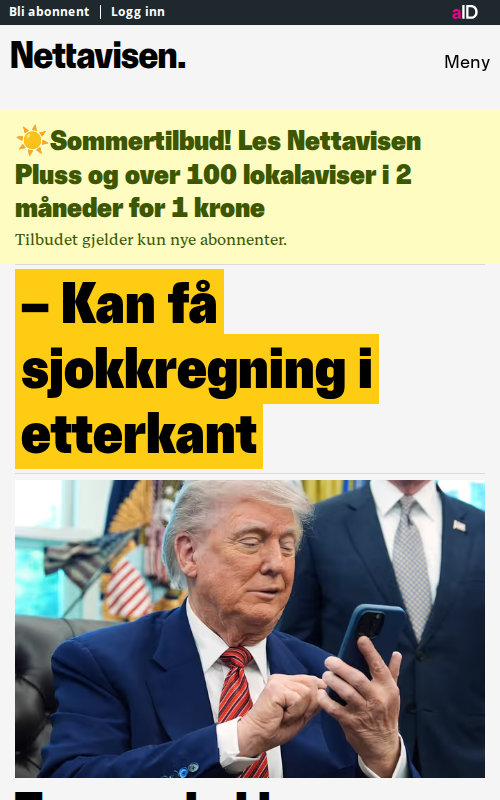 Bli abonnent | Logg inn
aID
Nettavisen.
Meny
☀️Sommertilbud! Les Nettavisen
Pluss og over 100 lokalaviser i 2
måneder for 1 krone
Tilbudet gjelder kun nye abonnenter.
– Kan få
sjokkregning i
etterkant